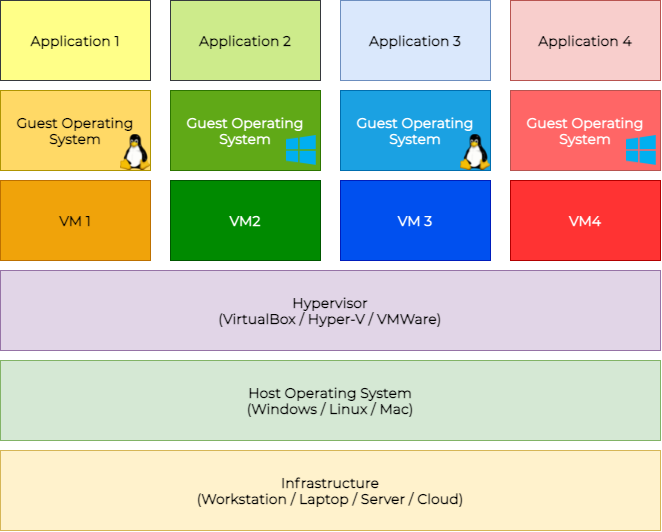 Application 1
Application 2
Application 3
Application 4
Guest Operating
System
Guest Operating
System
Guest Operating
System
Guest Operating
System
VM 1
VM2
VM 3
VM4
Hypervisor
(VirtualBox / Hyper-V / VMWare)
Host Operating System
(Windows / Linux / Mac)
Infrastructure
(Workstation / Laptop / Server / Cloud)